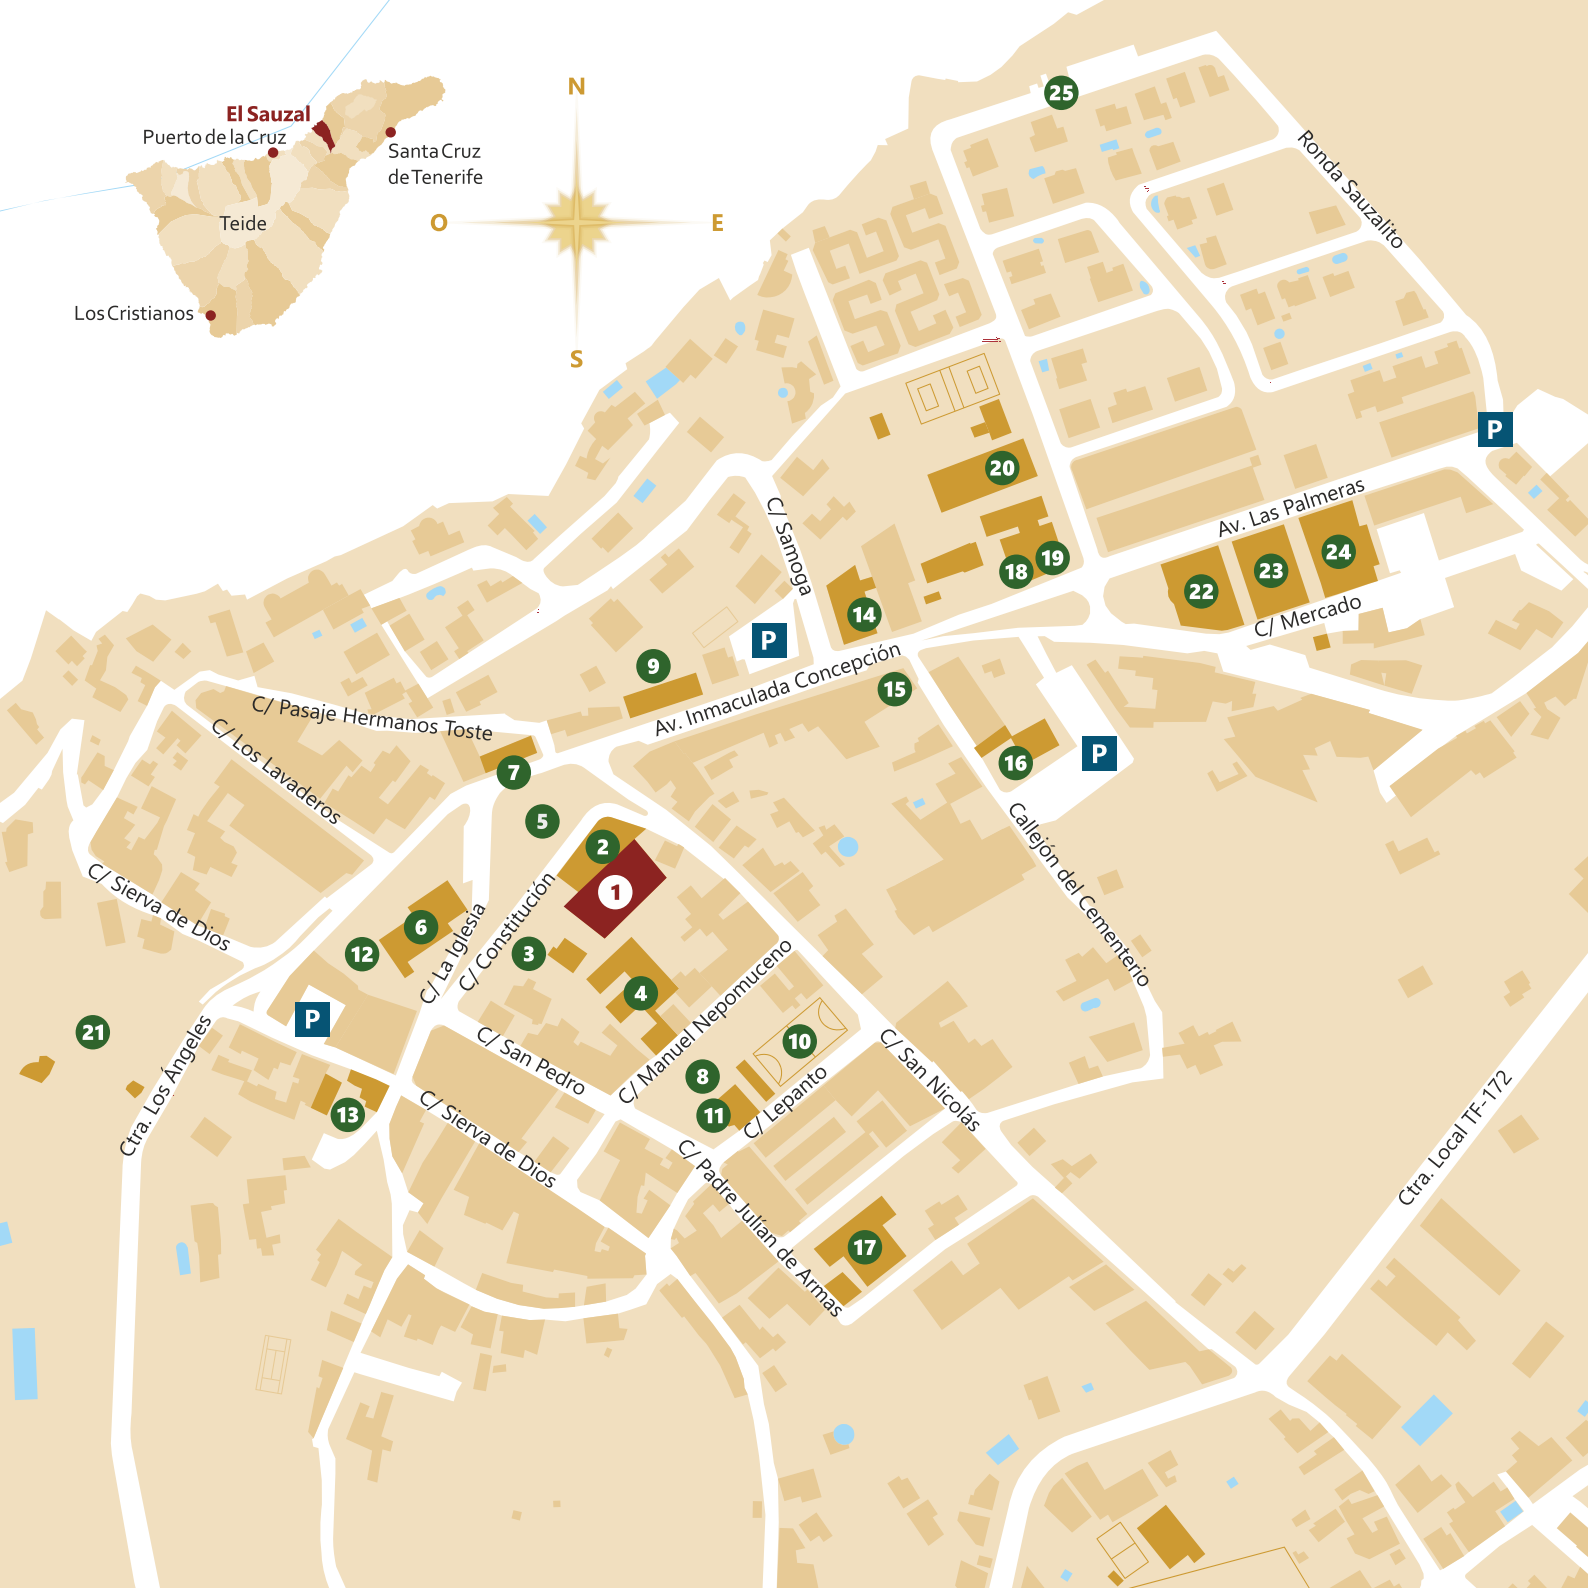 N
El Sauzal
Puerto de la Cruz
Santa Cruz
de Tenerife
O
E
Teide
Los Cristianos
S
25
Ronda Sauzalito
P
20
Av. Las Palmeras
C/ Samoga
19
18
24
23
22
C/ Mercado
14
P
9
Av. Inmaculada Concepción
15
C/ Pasaje Hermanos Toste
C/ Los Lavaderos
7
16
P
5
2
1
Callejón del Cementerio
C/ Sierva de Dios
6
12
C/ La Iglesia
C/ Constitución
3
4
C/ Manuel Nepomuceno
P
21
Ctra. Los Ángeles
10
C/ San Pedro
8
C/ San Nicolás
13
11
C/ Lepanto
C/ Sierva de Dios
C/ Padre Julían de Armas
Ctra. Local TF-172
17